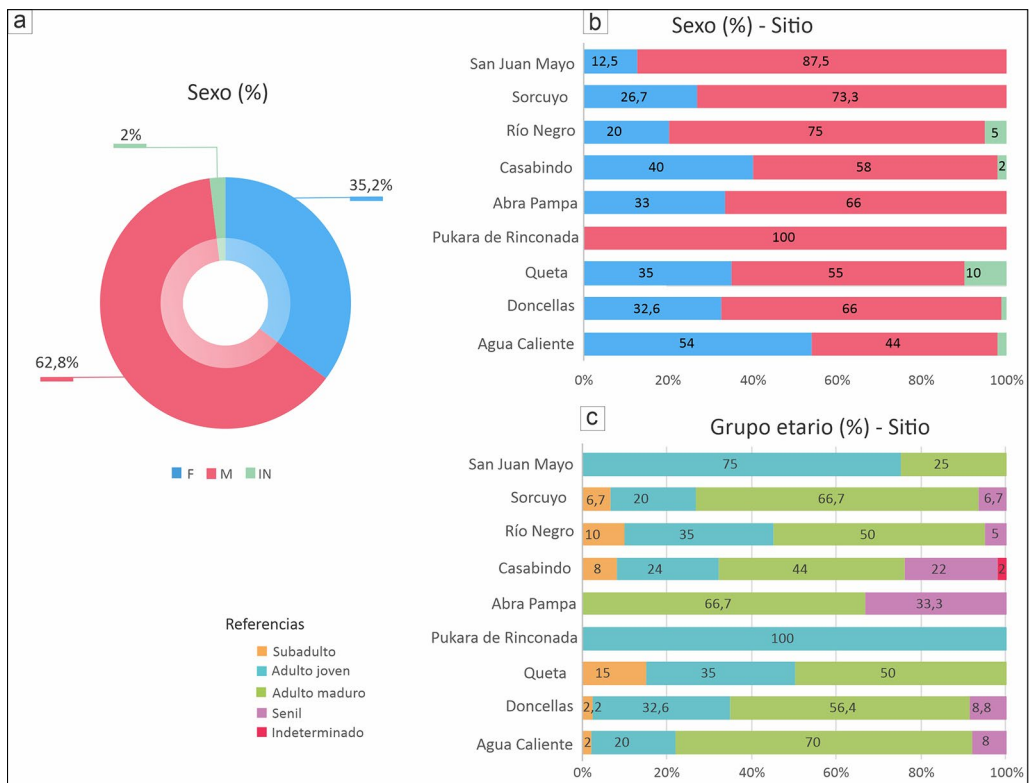 a
Sexo (%)
2%
35,2%
62,8%
F M IN
b
Sexo (%) - Sitio
San Juan Mayo 12,5 87,5
Sorcuyo 26,7 73,3
Río Negro 20 75 5
Casabindo 40 58 2
Abra Pampa 33 66
Pukara de Rinconada 100
Queta 35 55 10
Doncellas 32,6 66
Agua Caliente 54 44
0% 20% 40% 60% 80% 100%
c
Grupo etario (%) - Sitio
San Juan Mayo 75 25
Sorcuyo 6,7 20 66,7 6,7
Río Negro 10 35 50 5
Casabindo 8 24 44 22 2
Abra Pampa 66,7 33,3
Pukara de Rinconada 100
Queta 15 35 50
Doncellas 2,2 32,6 56,4 8,8
Agua Caliente 2 20 70 8
0% 20% 40% 60% 80% 100%
Referencias
Subadulto
Adulto joven
Adulto maduro
Senil
Indeterminado